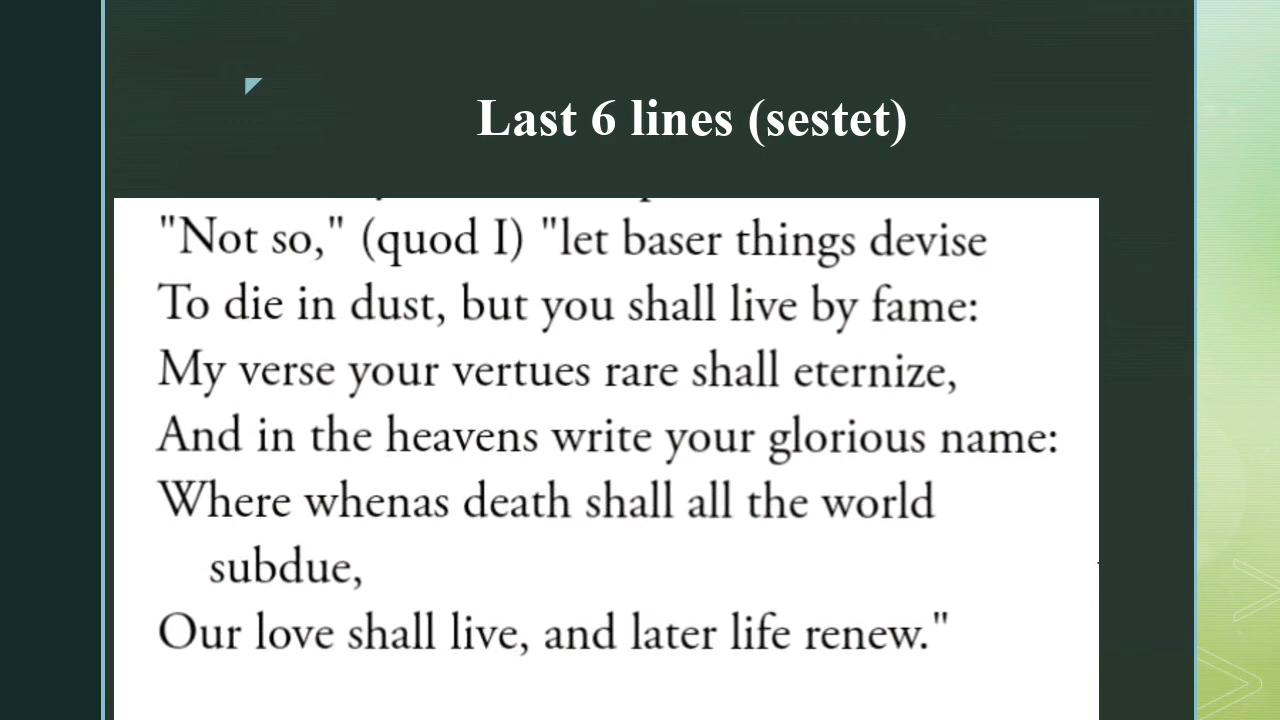 Last 6 lines (sestet)
"Not so," (quod I) "let baser things devise
To die in dust, but you shall live by fame:
My verse your vertues rare shall eternize,
And in the heavens write your glorious name:
Where whenas death shall all the world
subdue,
Our love shall live, and later life renew."